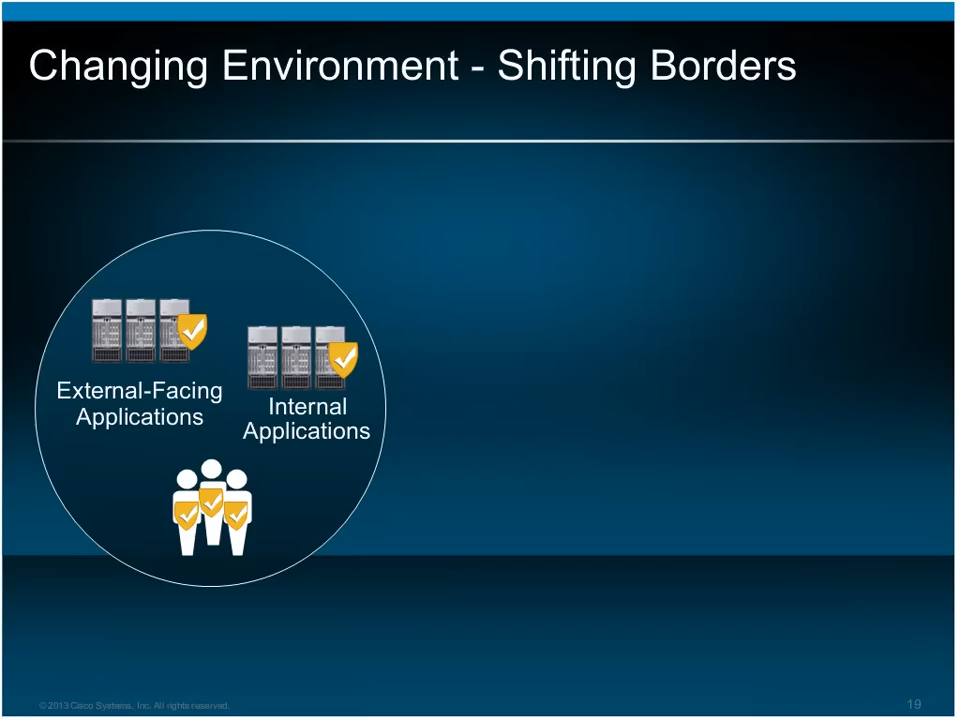 Changing Environment - Shifting Borders
External-Facing
Applications
Internal
Applications
© 2013 Cisco Systems, Inc. All rights reserved.
19